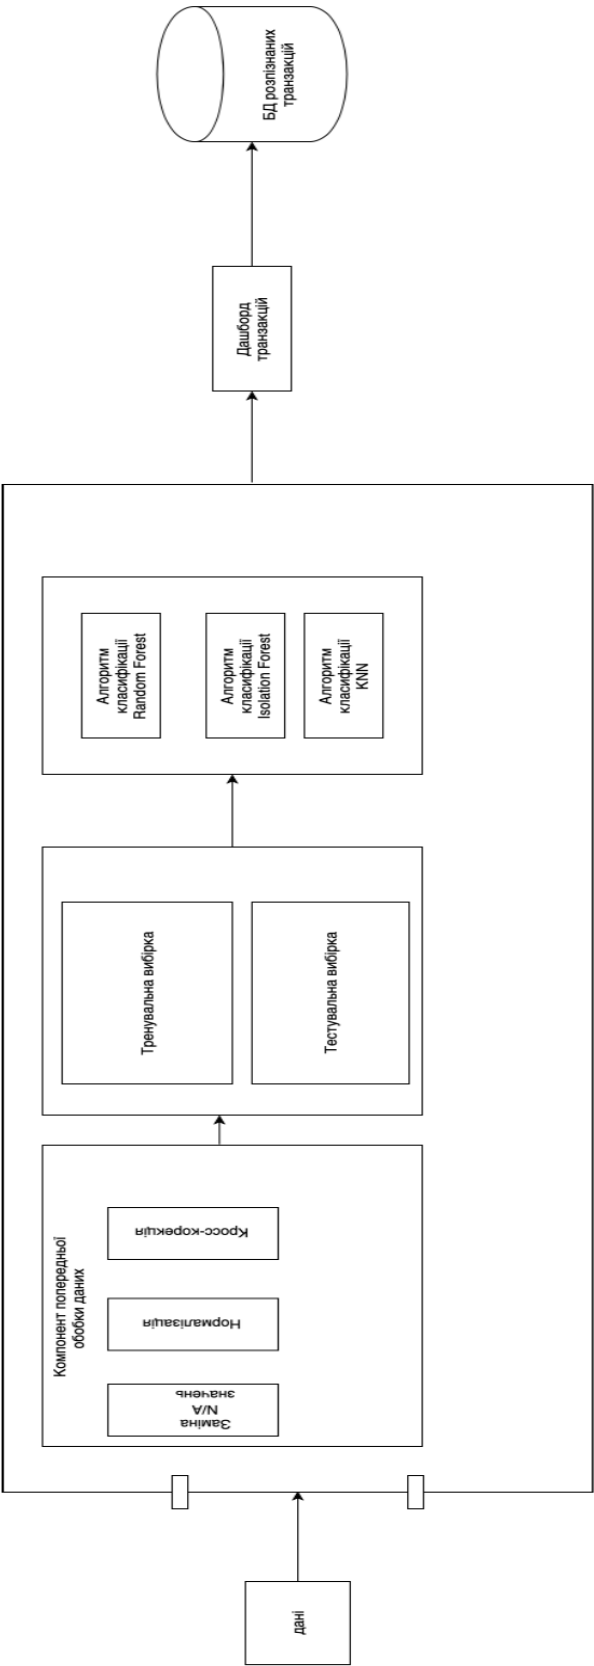 дані
Компонент попередньої
обобки даних
Заміна
N/A
значень
Нормалізація
Кросс-корекція
Тренувальна вибірка
Тестувальна вибірка
Алгоритм
класифікації
Random Forest
Алгоритм
класифікації
Isolation Forest
Алгоритм
класифікації
KNN
Дашборд
транзакцій
БД розпізнаних
транзакцій